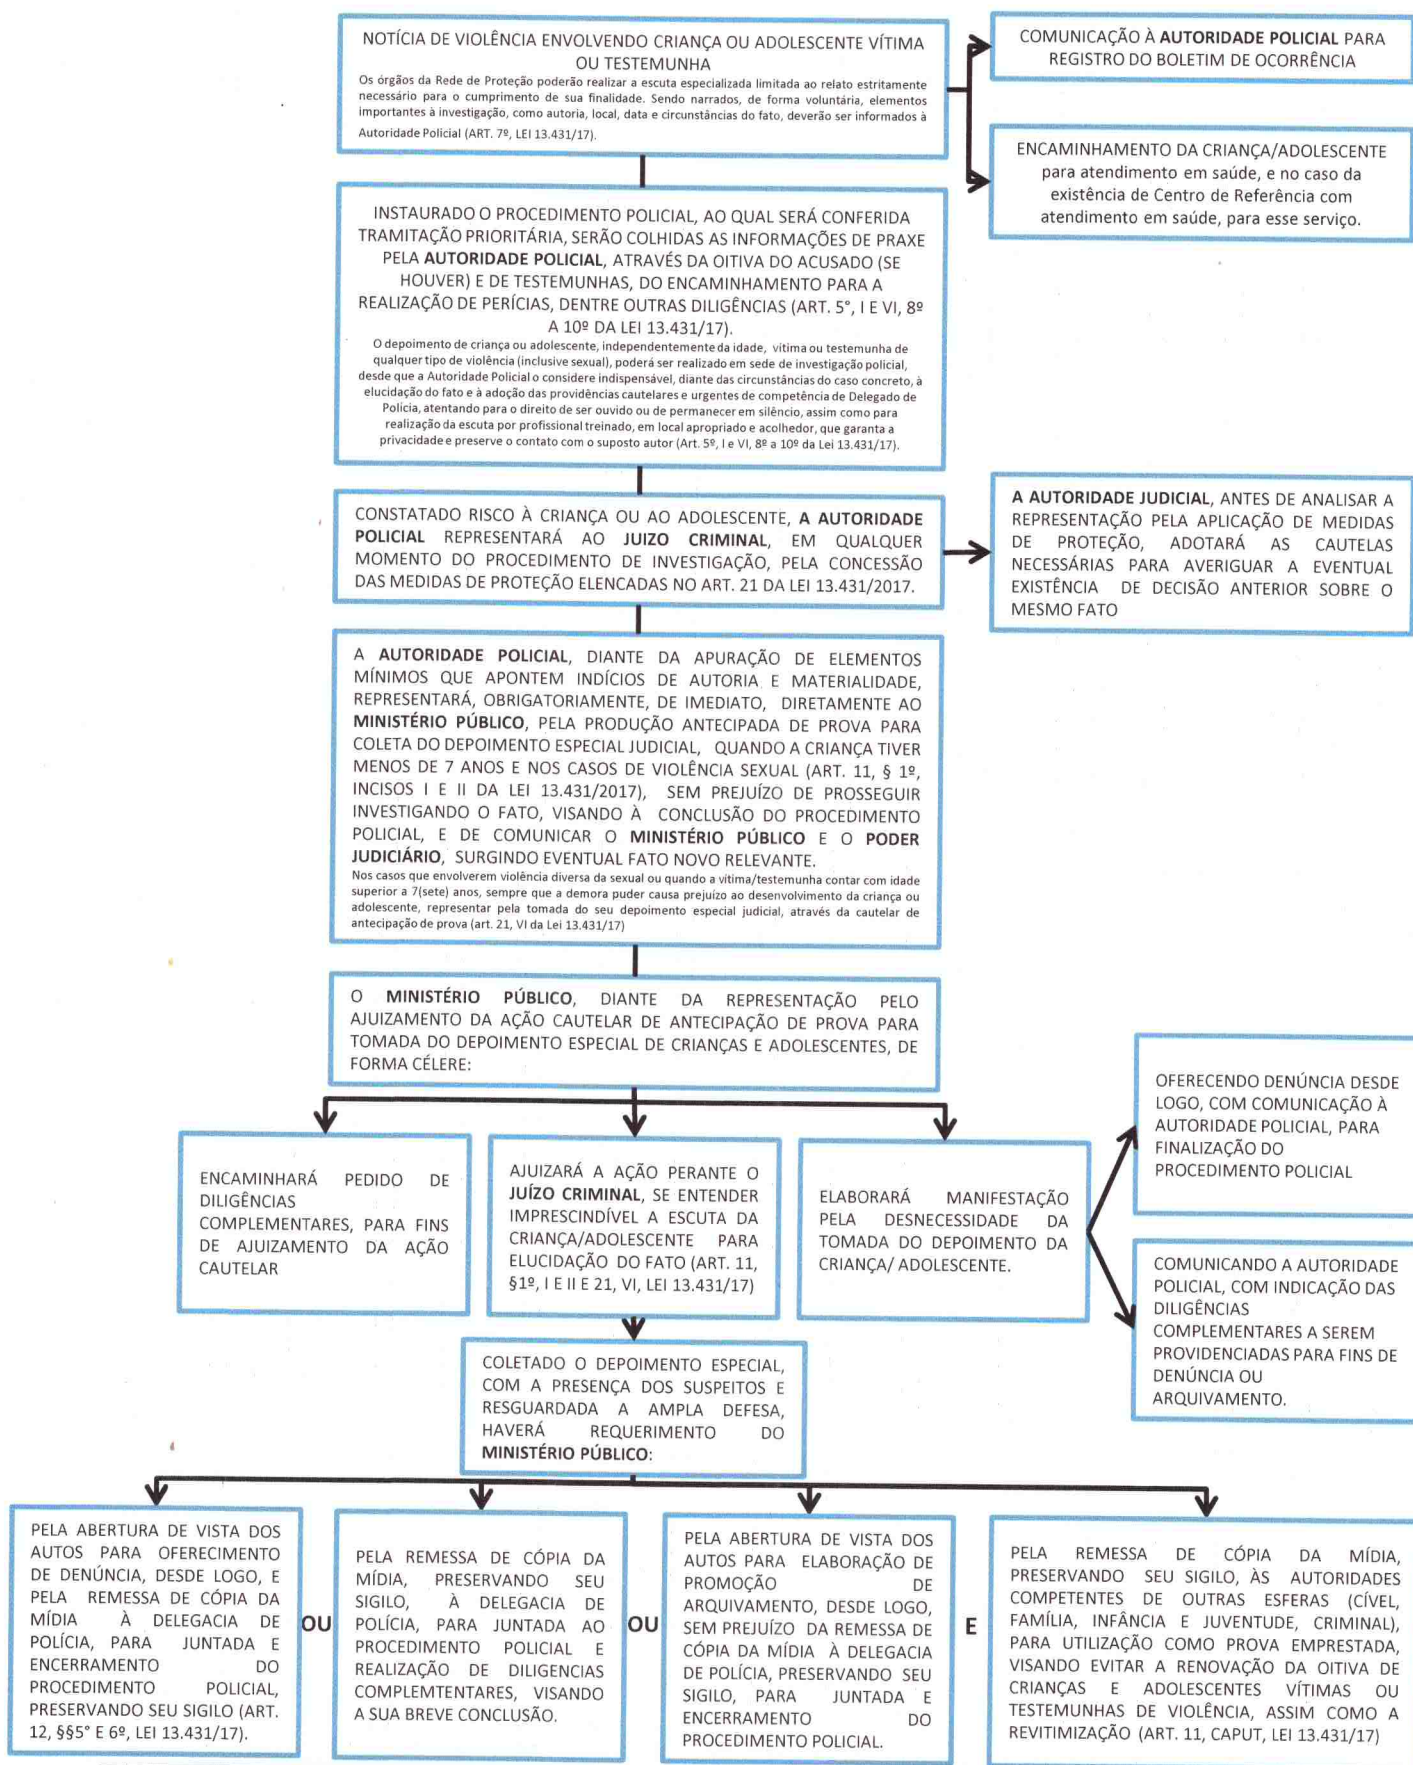 NOTÍCIA DE VIOLÊNCIA ENVOLVENDO CRIANÇA OU ADOLESCENTE VÍTIMA
OU TESTEMUNHA
Os órgãos da Rede de Proteção poderão realizar a escuta especializada limitada ao relato estritamente
necessário para o cumprimento de sua finalidade. Sendo narrados, de forma voluntária, elementos
importantes à investigação, como autoria, local, data e circunstâncias do fato, deverão ser informados à
Autoridade Policial (ART. 7º, LEI 13.431/17).
COMUNICAÇÃO À AUTORIDADE POLICIAL PARA
REGISTRO DO BOLETIM DE OCORRÊNCIA
ENCAMINHAMENTO DA CRIANÇA/ADOLESCENTE
para atendimento em saúde, e no caso da
existência de Centro de Referência com
atendimento em saúde, para esse serviço.
INSTAURADO O PROCEDIMENTO POLICIAL, AO QUAL SERÁ CONFERIDA
TRAMITAÇÃO PRIORITÁRIA, SERÃO COLHIDAS AS INFORMAÇÕES DE PRAXE
PELA AUTORIDADE POLICIAL, ATRAVÉS DA OITIVA DO ACUSADO (SE
HOUVER) E DE TESTEMUNHAS, DO ENCAMINHAMENTO PARA A
REALIZAÇÃO DE PERÍCIAS, DENTRE OUTRAS DILIGÊNCIAS (ART. 5°, I E VI, 8º
A 10º DA LEI 13.431/17).
O depoimento de criança ou adolescente, independentemente da idade, vítima ou testemunha de
qualquer tipo de violência (inclusive sexual), poderá ser realizado em sede de investigação policial,
desde que a Autoridade Policial o considere indispensável, diante das circunstâncias do caso concreto, à
elucidação do fato e à adoção das providências cautelares e urgentes de competência de Delegado de
Polícia, atentando para o direito de ser ouvido ou de permanecer em silêncio, assim como para
realização da escuta por profissional treinado, em local apropriado e acolhedor, que garanta a
privacidade e preserve o contato com o suposto autor (Art. 5º, I e VI, 8º a 10º da Lei 13.431/17).
CONSTATADO RISCO À CRIANÇA OU AO ADOLESCENTE, A AUTORIDADE
POLICIAL REPRESENTARÁ AO JUIZO CRIMINAL, EM QUALQUER
MOMENTO DO PROCEDIMENTO DE INVESTIGAÇÃO, PELA CONCESSÃO
DAS MEDIDAS DE PROTEÇÃO ELENCADAS NO ART. 21 DA LEI 13.431/2017.
A AUTORIDADE JUDICIAL, ANTES DE ANALISAR A
REPRESENTAÇÃO PELA APLICAÇÃO DE MEDIDAS
DE PROTEÇÃO, ADOTARÁ AS CAUTELAS
NECESSÁRIAS PARA AVERIGUAR A EVENTUAL
EXISTÊNCIA DE DECISÃO ANTERIOR SOBRE O
MESMO FATO
A AUTORIDADE POLICIAL, DIANTE DA APURAÇÃO DE ELEMENTOS
MÍNIMOS QUE APONTEM INDÍCIOS DE AUTORIA E MATERIALIDADE,
REPRESENTARÁ, OBRIGATORIAMENTE, DE IMEDIATO, DIRETAMENTE AO
MINISTÉRIO PÚBLICO, PELA PRODUÇÃO ANTECIPADA DE PROVA PARA
COLETA DO DEPOIMENTO ESPECIAL JUDICIAL, QUANDO A CRIANÇA TIVER
MENOS DE 7 ANOS E NOS CASOS DE VIOLÊNCIA SEXUAL (ART. 11, § 1º,
INCISOS I E II DA LEI 13.431/2017), SEM PREJUÍZO DE PROSSEGUIR
INVESTIGANDO O FATO, VISANDO À CONCLUSÃO DO PROCEDIMENTO
POLICIAL, E DE COMUNICAR O MINISTÉRIO PÚBLICO E O PODER
JUDICIÁRIO, SURGINDO EVENTUAL FATO NOVO RELEVANTE.
Nos casos que envolverem violência diversa da sexual ou quando a vítima/testemunha contar com idade
superior a 7(sete) anos, sempre que a demora puder causa prejuízo ao desenvolvimento da criança ou
adolescente, representar pela tomada do seu depoimento especial judicial, através da cautelar de
antecipação de prova (art. 21, VI da Lei 13.431/17)
O MINISTÉRIO PÚBLICO, DIANTE DA REPRESENTAÇÃO PELO
AJUIZAMENTO DA AÇÃO CAUTELAR DE ANTECIPAÇÃO DE PROVA PARA
TOMADA DO DEPOIMENTO ESPECIAL DE CRIANÇAS E ADOLESCENTES, DE
FORMA CÉLERE:
ENCAMINHARÁ PEDIDO DE
DILIGÊNCIAS
COMPLEMENTARES, PARA FINS
DE AJUIZAMENTO DA AÇÃO
CAUTELAR
AJUIZARÁ A AÇÃO PERANTE O
JUÍZO CRIMINAL, SE ENTENDER
IMPRESCINDÍVEL A ESCUTA DA
CRIANÇA/ADOLESCENTE PARA
ELUCIDAÇÃO DO FATO (ART. 11,
§1º, I E II E 21, VI, LEI 13.431/17)
ELABORARÁ MANIFESTAÇÃO
PELA DESNECESSIDADE DA
TOMADA DO DEPOIMENTO DA
CRIANÇA/ ADOLESCENTE.
OFERECENDO DENÚNCIA DESDE
LOGO, COM COMUNICAÇÃO À
AUTORIDADE POLICIAL, PARA
FINALIZAÇÃO DO
PROCEDIMENTO POLICIAL
COMUNICANDO A AUTORIDADE
POLICIAL, COM INDICAÇÃO DAS
DILIGÊNCIAS
COMPLEMENTARES A SEREM
PROVIDENCIADAS PARA FINS DE
DENÚNCIA OU
ARQUIVAMENTO.
COLETADO O DEPOIMENTO ESPECIAL,
COM A PRESENÇA DOS SUSPEITOS E
RESGUARDADA A AMPLA DEFESA,
HAVERÁ REQUERIMENTO DO
MINISTÉRIO PÚBLICO:
PELA ABERTURA DE VISTA DOS
AUTOS PARA OFERECIMENTO
DE DENÚNCIA, DESDE LOGO, E
PELA REMESSA DE CÓPIA DA
MÍDIA À DELEGACIA DE
POLÍCIA, PARA JUNTADA E
ENCERRAMENTO DO
PROCEDIMENTO POLICIAL,
PRESERVANDO SEU SIGILO (ART.
12, §§5° E 6º, LEI 13.431/17).
OU
PELA REMESSA DE CÓPIA DA
MÍDIA, PRESERVANDO SEU
SIGILO, À DELEGACIA DE
POLÍCIA, PARA JUNTADA AO
PROCEDIMENTO POLICIAL E
REALIZAÇÃO DE DILIGENCIAS
COMPLEMTENTARES, VISANDO
A SUA BREVE CONCLUSÃO.
OU
PELA ABERTURA DE VISTA DOS
AUTOS PARA ELABORAÇÃO DE
PROMOÇÃO DE
ARQUIVAMENTO, DESDE LOGO,
SEM PREJUÍZO DA REMESSA DE
CÓPIA DA MÍDIA À DELEGACIA
DE POLÍCIA, PRESERVANDO SEU
SIGILO, PARA JUNTADA E
ENCERRAMENTO DO
PROCEDIMENTO POLICIAL.
E
PELA REMESSA DE CÓPIA DA MÍDIA,
PRESERVANDO SEU SIGILO, ÀS AUTORIDADES
COMPETENTES DE OUTRAS ESFERAS (CÍVEL,
FAMÍLIA, INFÂNCIA E JUVENTUDE, CRIMINAL),
PARA UTILIZAÇÃO COMO PROVA EMPRESTADA,
VISANDO EVITAR A RENOVAÇÃO DA OITIVA DE
CRIANÇAS E ADOLESCENTES VÍTIMAS OU
TESTEMUNHAS DE VIOLÊNCIA, ASSIM COMO A
REVITIMIZAÇÃO (ART. 11, CAPUT, LEI 13.431/17)